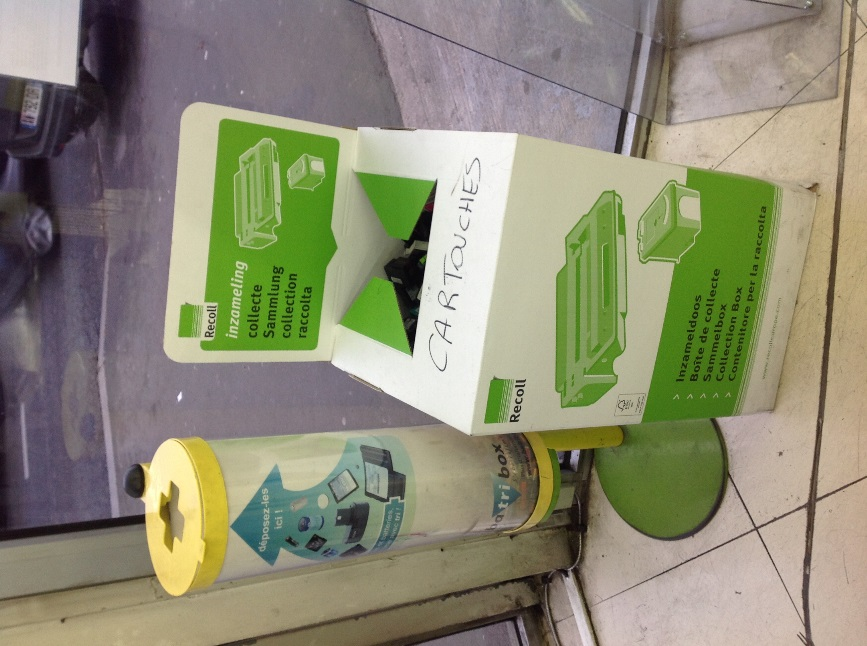 Recoll
inzameling
collecte
Sammlung
collection
raccolta
CARTOUCHES
Recoll
> Inzameldoos
> Boîte de collecte
> Sammelbox
> Collection Box
> Contenitore per la raccolta
déposez-les
ici !
batri box